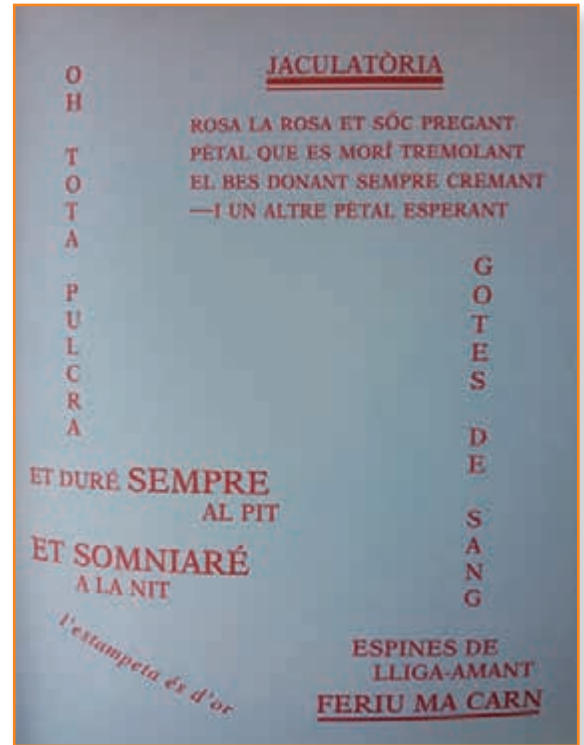 JACULATÒRIA
ROSA LA ROSA ET SÓC PREGANT
PÈTAL QUE ES MORÍ TREMOLANT
EL BES DONANT SEMPRE CREMANT
—I UN ALTRE PÈTAL ESPERANT
OH TOTA PULCRA
GOTES DE SANG
ET DURÉ SEMPRE
AL PIT
ET SOMNIARÉ
A LA NIT
l'estampeta és d'or
ESPINES DE
LLIGA-AMANT
FERIU MA CARN